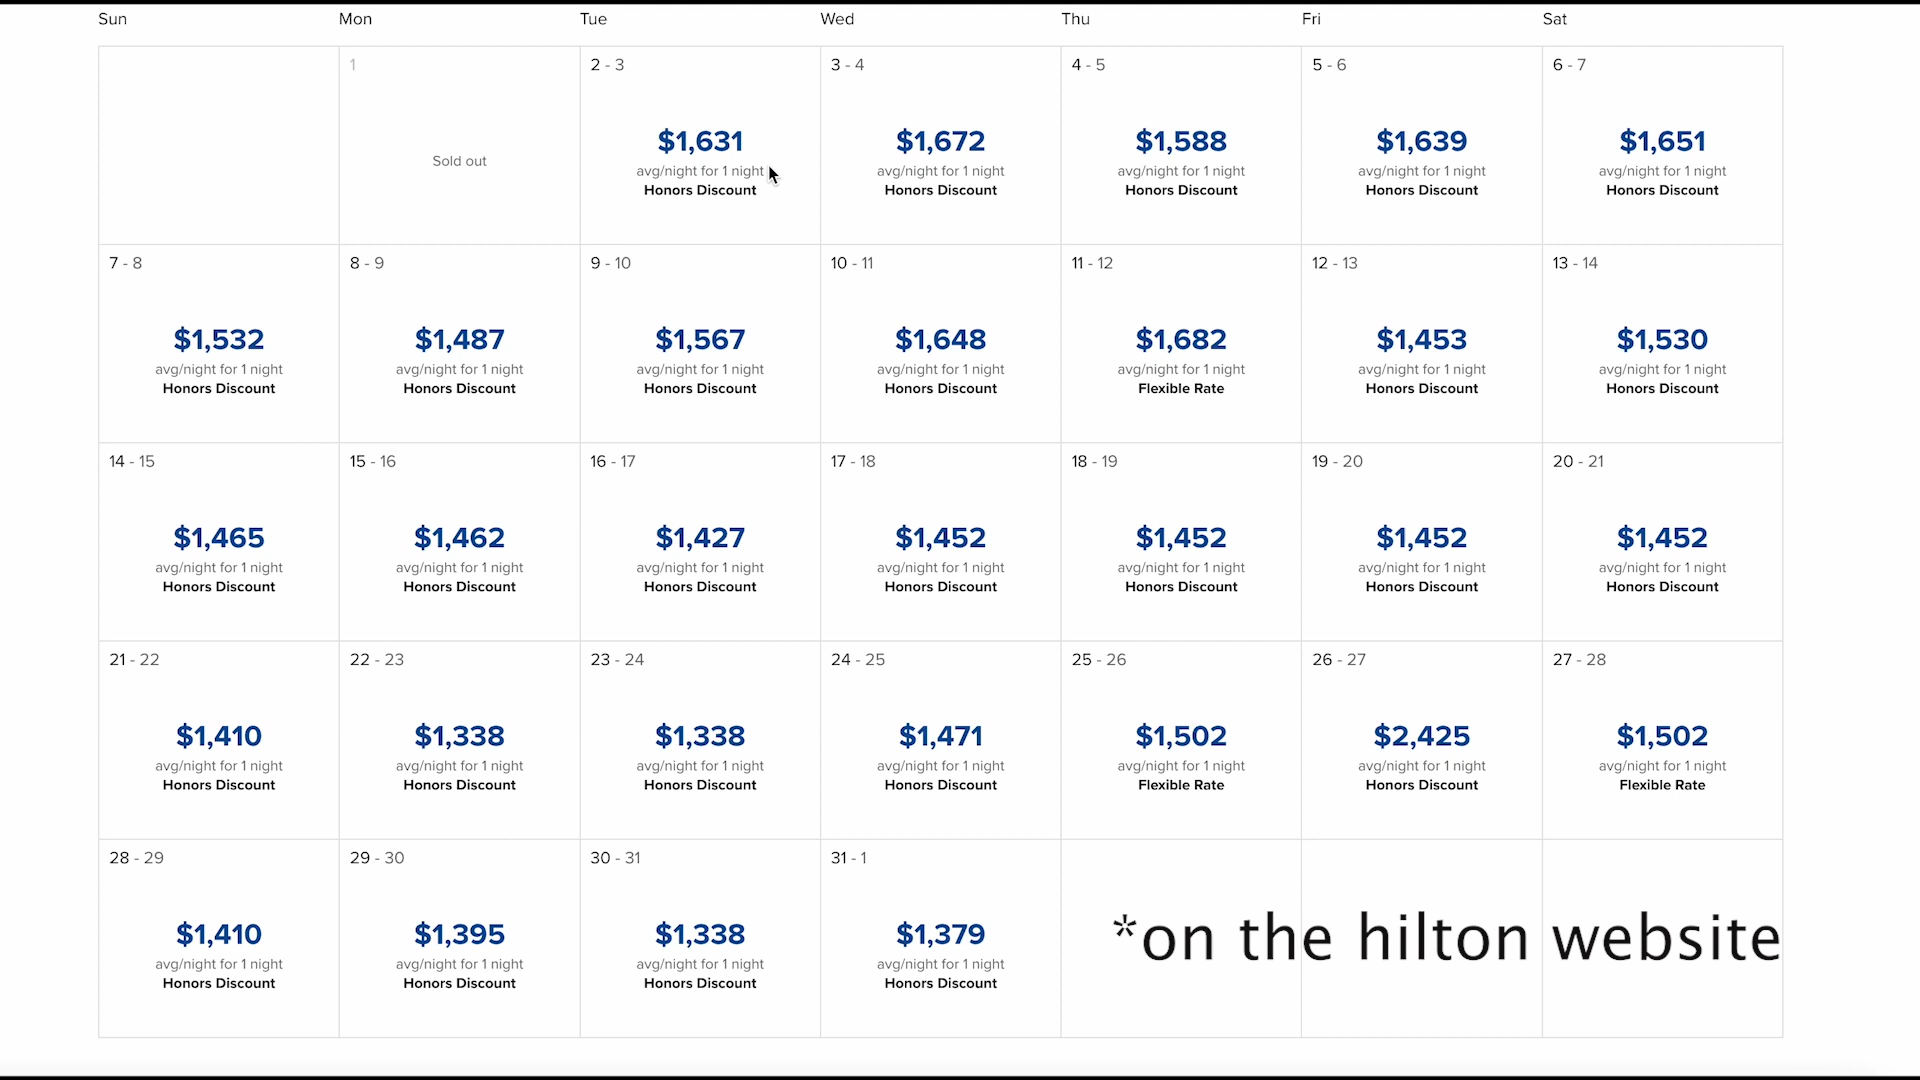 Sun Mon Tue Wed Thu Fri Sat
1 2 - 3 3 - 4 4 - 5 5 - 6 6 - 7
Sold out $1,631 $1,672 $1,588 $1,639 $1,651
avg/night for 1 night avg/night for 1 night avg/night for 1 night avg/night for 1 night avg/night for 1 night
Honors Discount Honors Discount Honors Discount Honors Discount Honors Discount
7 - 8 8 - 9 9 - 10 10 - 11 11 - 12 12 - 13 13 - 14
$1,532 $1,487 $1,567 $1,648 $1,682 $1,453 $1,530
avg/night for 1 night avg/night for 1 night avg/night for 1 night avg/night for 1 night avg/night for 1 night avg/night for 1 night avg/night for 1 night
Honors Discount Honors Discount Honors Discount Honors Discount Flexible Rate Honors Discount Honors Discount
14 - 15 15 - 16 16 - 17 17 - 18 18 - 19 19 - 20 20 - 21
$1,465 $1,462 $1,427 $1,452 $1,452 $1,452 $1,452
avg/night for 1 night avg/night for 1 night avg/night for 1 night avg/night for 1 night avg/night for 1 night avg/night for 1 night avg/night for 1 night
Honors Discount Honors Discount Honors Discount Honors Discount Honors Discount Honors Discount Honors Discount
21 - 22 22 - 23 23 - 24 24 - 25 25 - 26 26 - 27 27 - 28
$1,410 $1,338 $1,338 $1,471 $1,502 $2,425 $1,502
avg/night for 1 night avg/night for 1 night avg/night for 1 night avg/night for 1 night avg/night for 1 night avg/night for 1 night avg/night for 1 night
Honors Discount Honors Discount Honors Discount Honors Discount Flexible Rate Honors Discount Flexible Rate
28 - 29 29 - 30 30 - 31 31 - 1
$1,410 $1,395 $1,338 $1,379
avg/night for 1 night avg/night for 1 night avg/night for 1 night avg/night for 1 night
Honors Discount Honors Discount Honors Discount Honors Discount
*on the hilton website